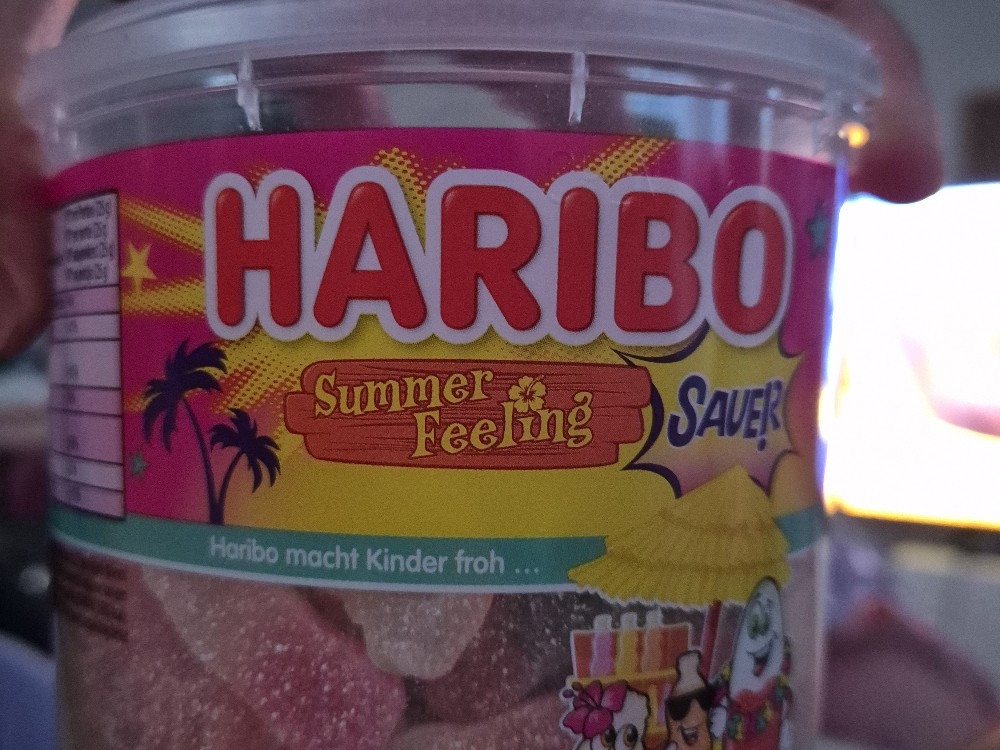 HARIBO
Summer
Feeling
SAUER
Haribo macht Kinder froh ...